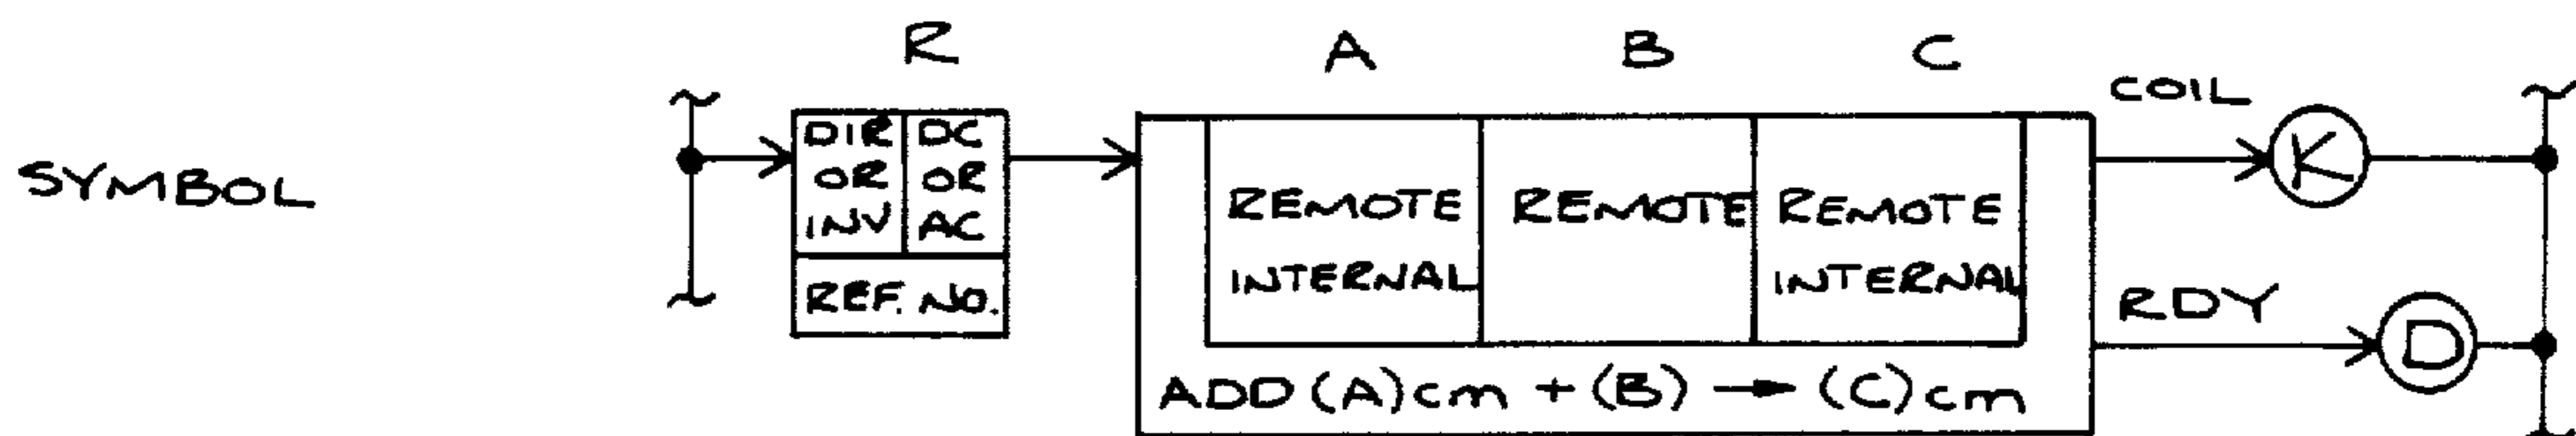 R A B C
SYMBOL
DIR
OR
INV
DC
OR
AC
REF. NO.
REMOTE
INTERNAL
REMOTE
REMOTE
INTERNAL
ADD (A)cm + (B) → (C)cm
COIL
K
RDY
D